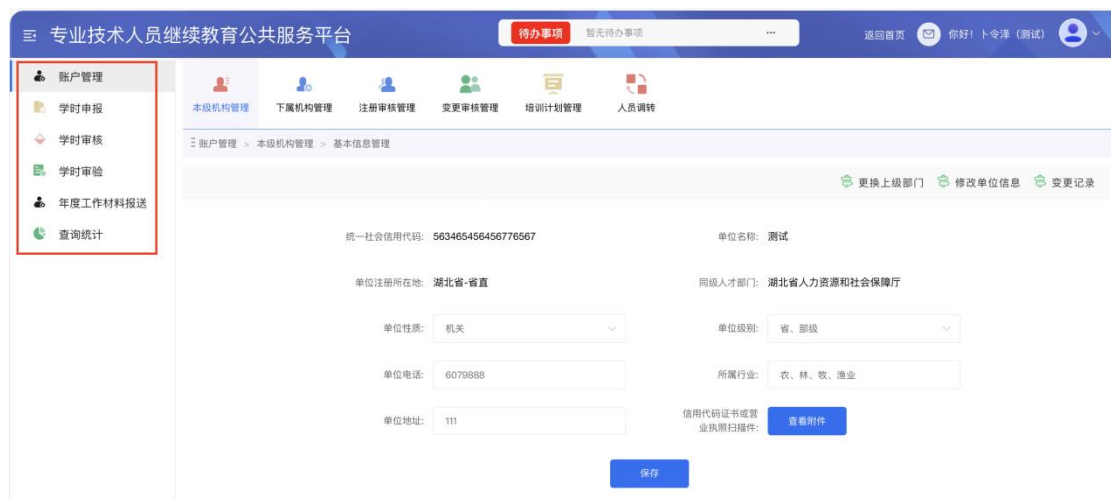 专业技术人员继续教育公共服务平台
待办事项 暂无待办事项 ...
返回首页 你好！卜令泽（测试）
账户管理
学时申报
学时审核
学时审验
年度工作材料报送
查询统计
本级机构管理 下属机构管理 注册审核管理 变更审核管理 培训计划管理 人员调转
账户管理 > 本级机构管理 > 基本信息管理
更换上级部门 修改单位信息 变更记录
统一社会信用代码: 563465456456776567 单位名称: 测试
单位注册所在地: 湖北省-省直 同级人才部门: 湖北省人力资源和社会保障厅
单位性质: 机关 单位级别: 省、部级
单位电话: 6079888 所属行业: 农、林、牧、渔业
单位地址: 111 信用代码证书或营
业执照扫描件: 查看附件
保存